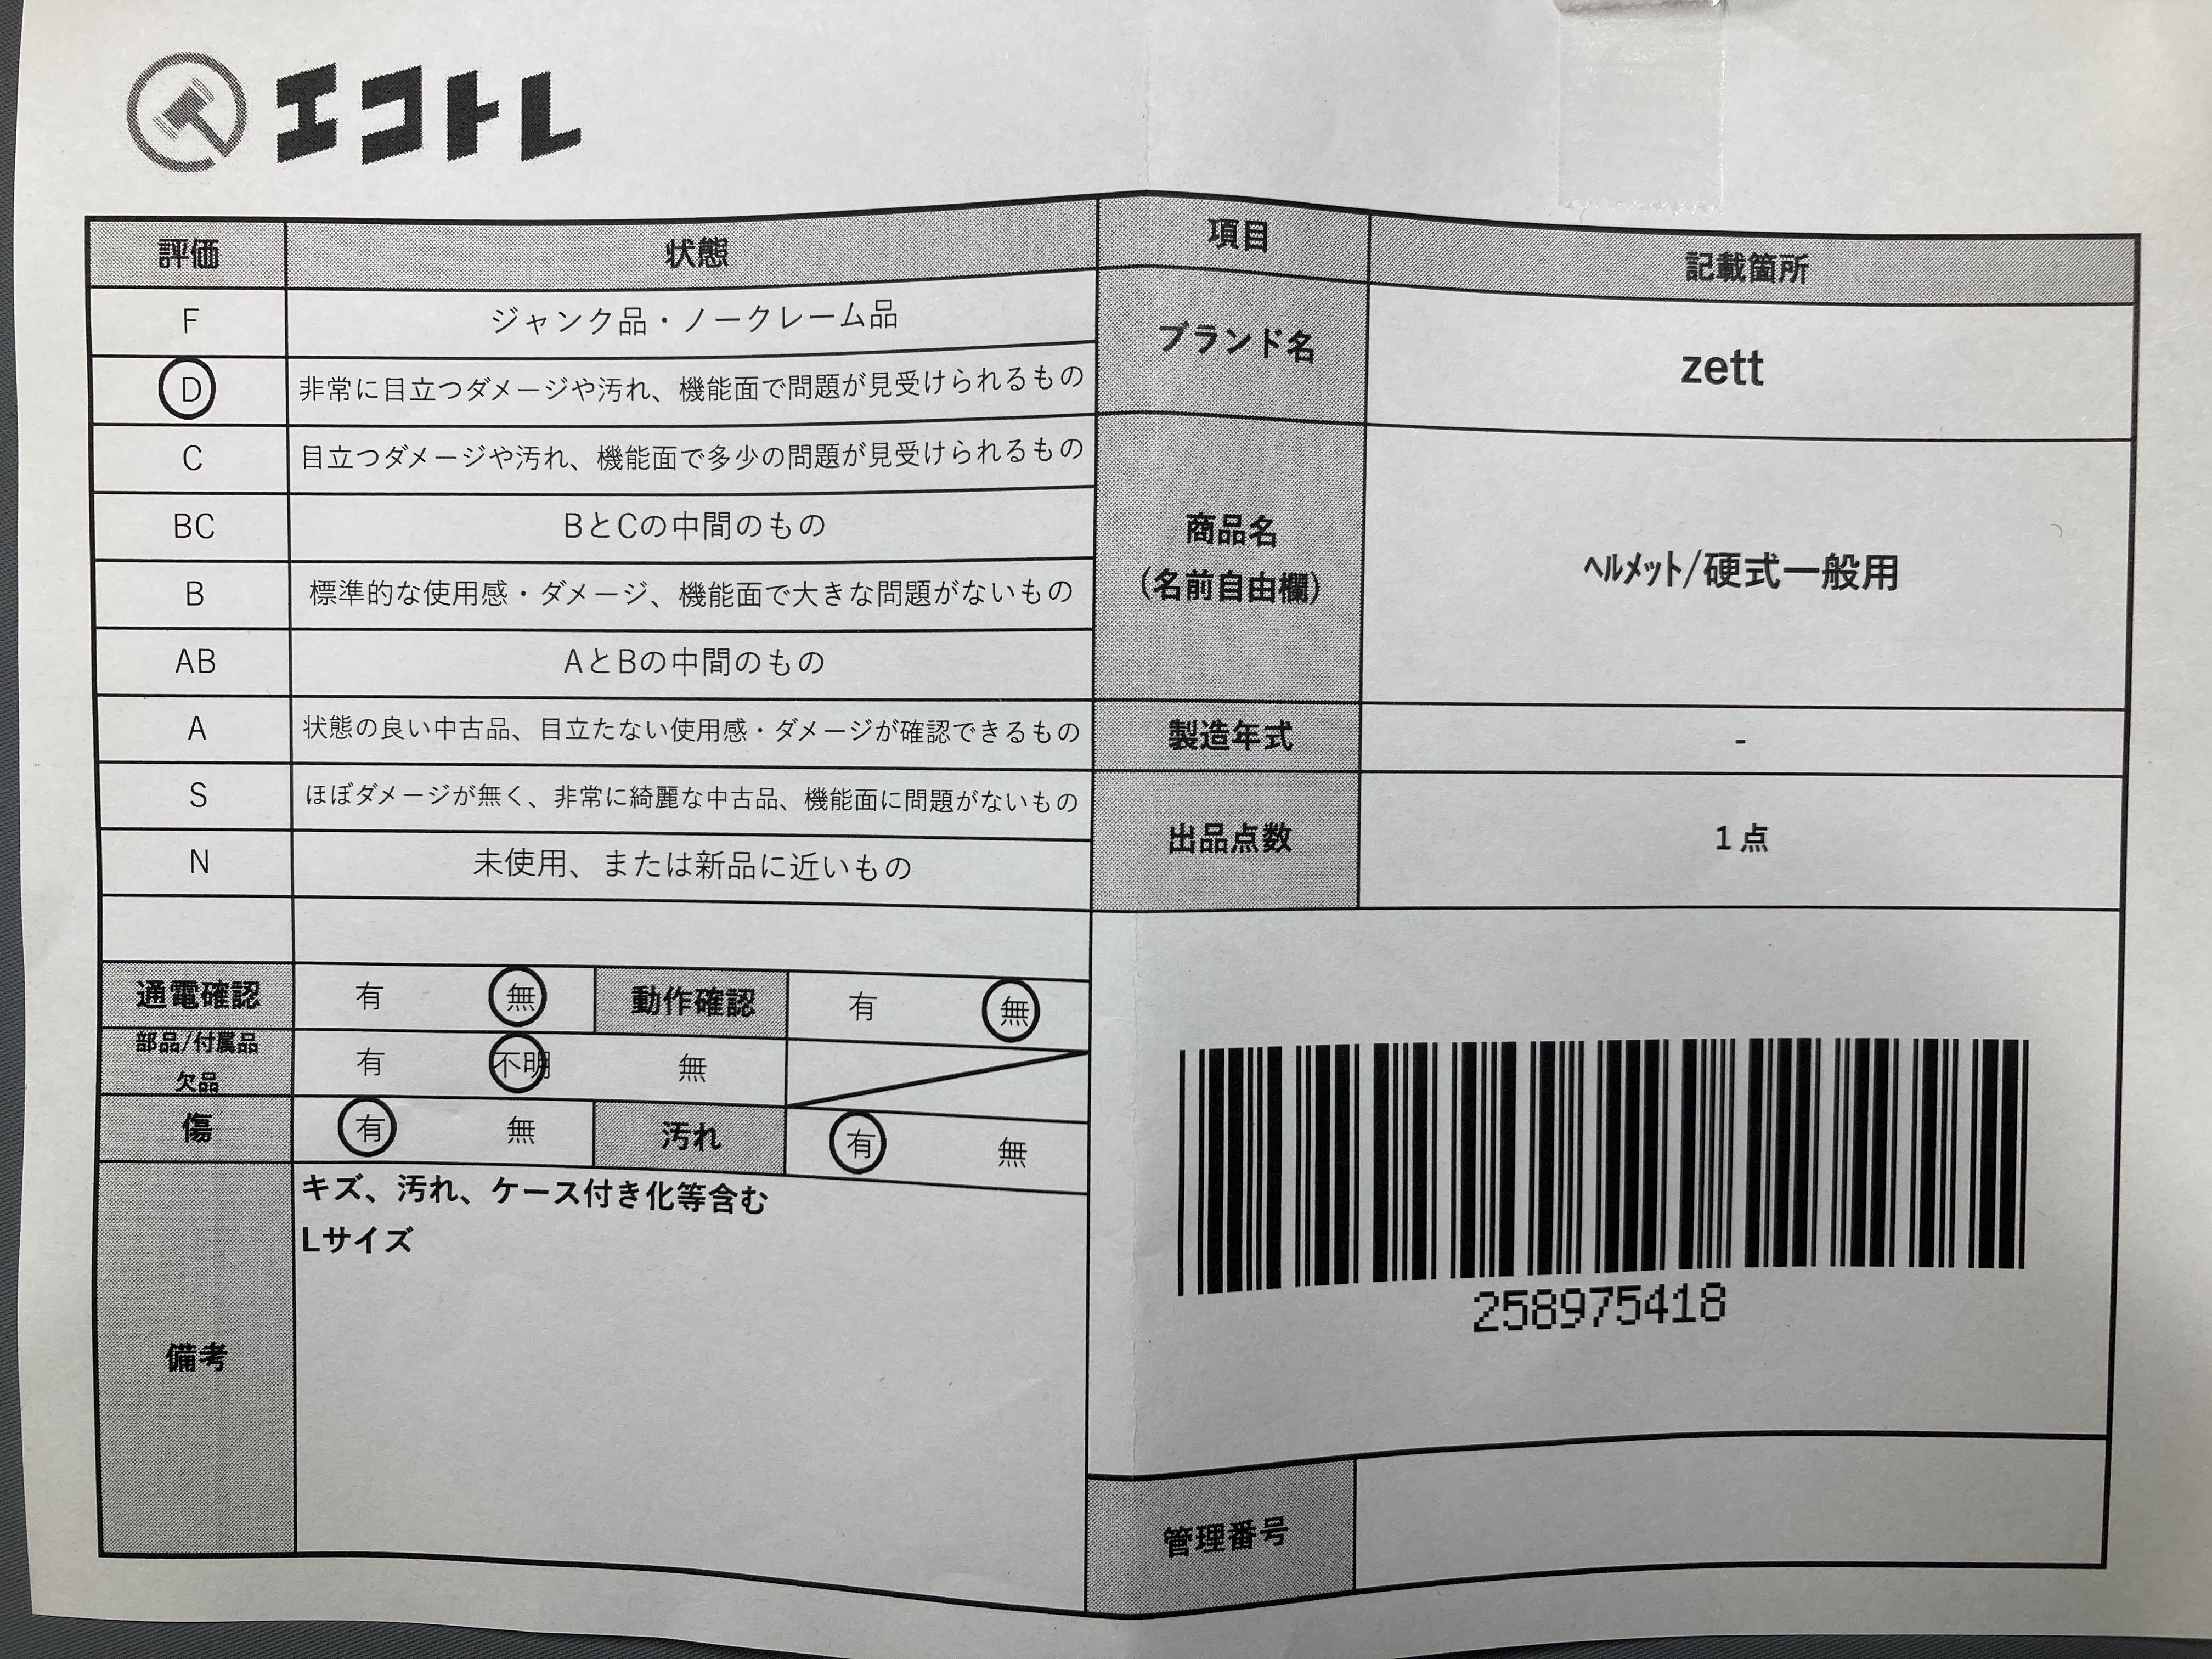 エコトレ
評価 状態
F ジャンク品・ノークレーム品
D 非常に目立つダメージや汚れ、機能面で問題が見受けられるもの
C 目立つダメージや汚れ、機能面で多少の問題が見受けられるもの
BC BとCの中間のもの
B 標準的な使用感・ダメージ、機能面で大きな問題がないもの
AB AとBの中間のもの
A 状態の良い中古品、目立たない使用感・ダメージが確認できるもの
S ほぼダメージが無く、非常に綺麗な中古品、機能面に問題がないもの
N 未使用、または新品に近いもの
通電確認 有 無 動作確認 有 無
部品/付属品
欠品
有 不明 無
傷 有 無 汚れ 有 無
備考
キズ、汚れ、ケース付き化等含む
Lサイズ
項目 記載箇所
ブランド名 zett
商品名
(名前自由欄)
ﾍﾙﾒｯﾄ/硬式一般用
製造年式 -
出品点数 1 点
258975418
管理番号